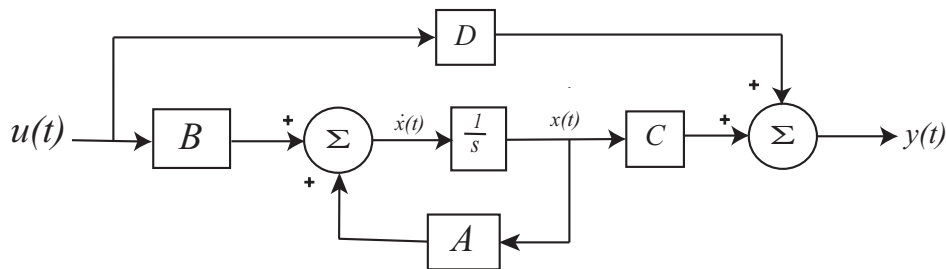 D
+
u(t) B + Σ ẋ(t) 1/s x(t) C + Σ y(t)
+
A